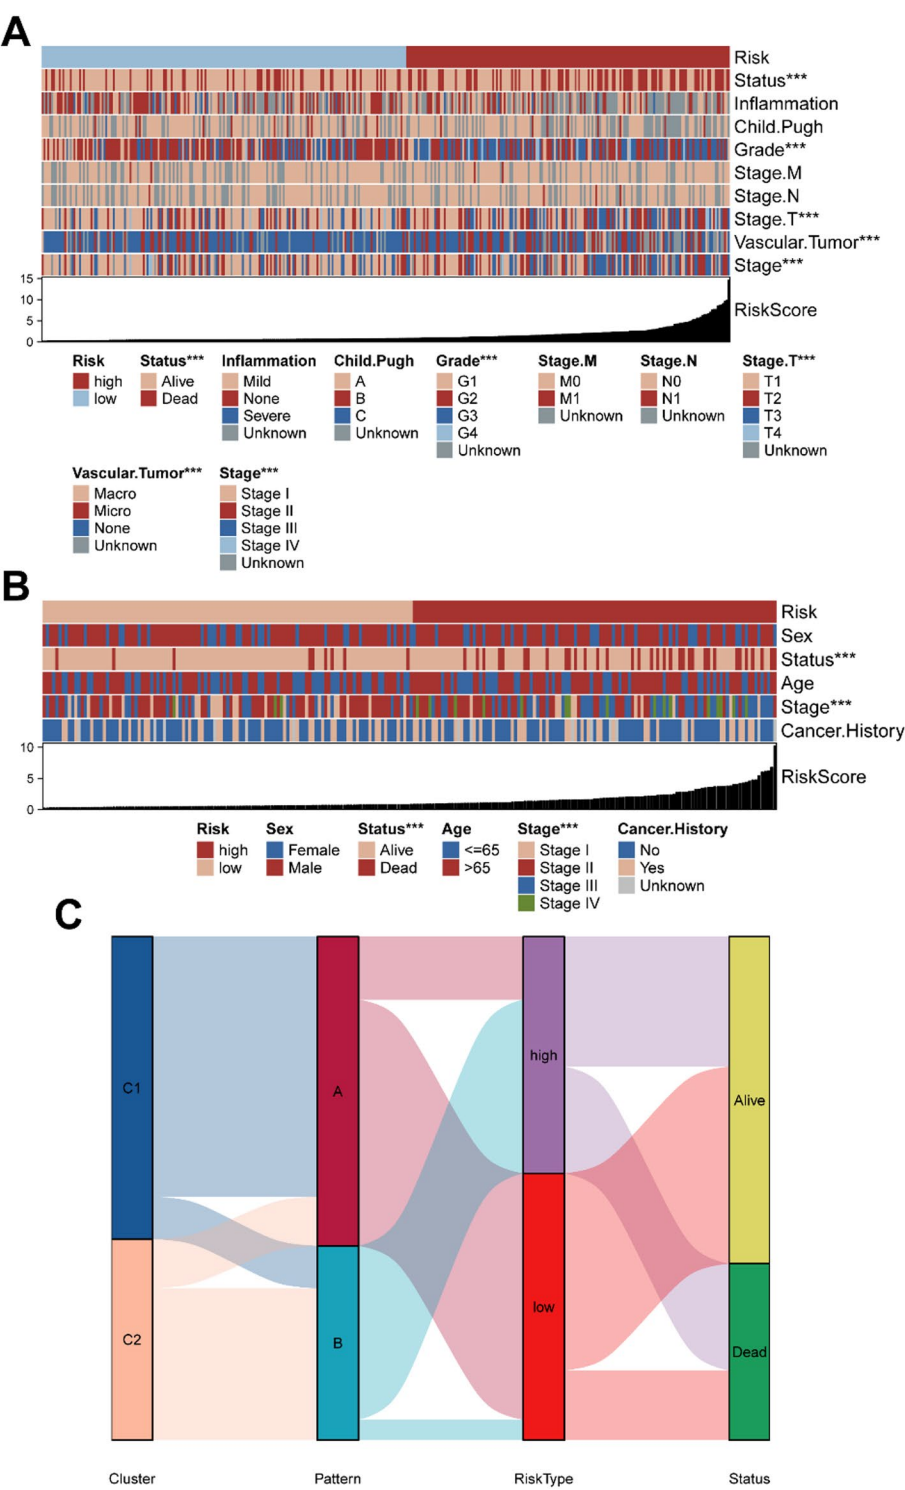 A
Risk
Status***
Inflammation
Child.Pugh
Grade***
Stage.M
Stage.N
Stage.T***
Vascular.Tumor***
Stage***
15
10
5
0
RiskScore
Risk
high
low
Status***
Alive
Dead
Inflammation
Mild
None
Severe
Unknown
Child.Pugh
A
B
C
Unknown
Grade***
G1
G2
G3
G4
Unknown
Stage.M
M0
M1
Unknown
Stage.N
N0
N1
Unknown
Stage.T***
T1
T2
T3
T4
Unknown
Vascular.Tumor***
Macro
Micro
None
Unknown
Stage***
Stage I
Stage II
Stage III
Stage IV
Unknown
B
Risk
Sex
Status***
Age
Stage***
Cancer.History
10
5
0
RiskScore
Risk
high
low
Sex
Female
Male
Status***
Alive
Dead
Age
<=65
>65
Stage***
Stage I
Stage II
Stage III
Stage IV
Cancer.History
No
Yes
Unknown
C
C1
C2
A
B
high
low
Alive
Dead
Cluster
Pattern
RiskType
Status